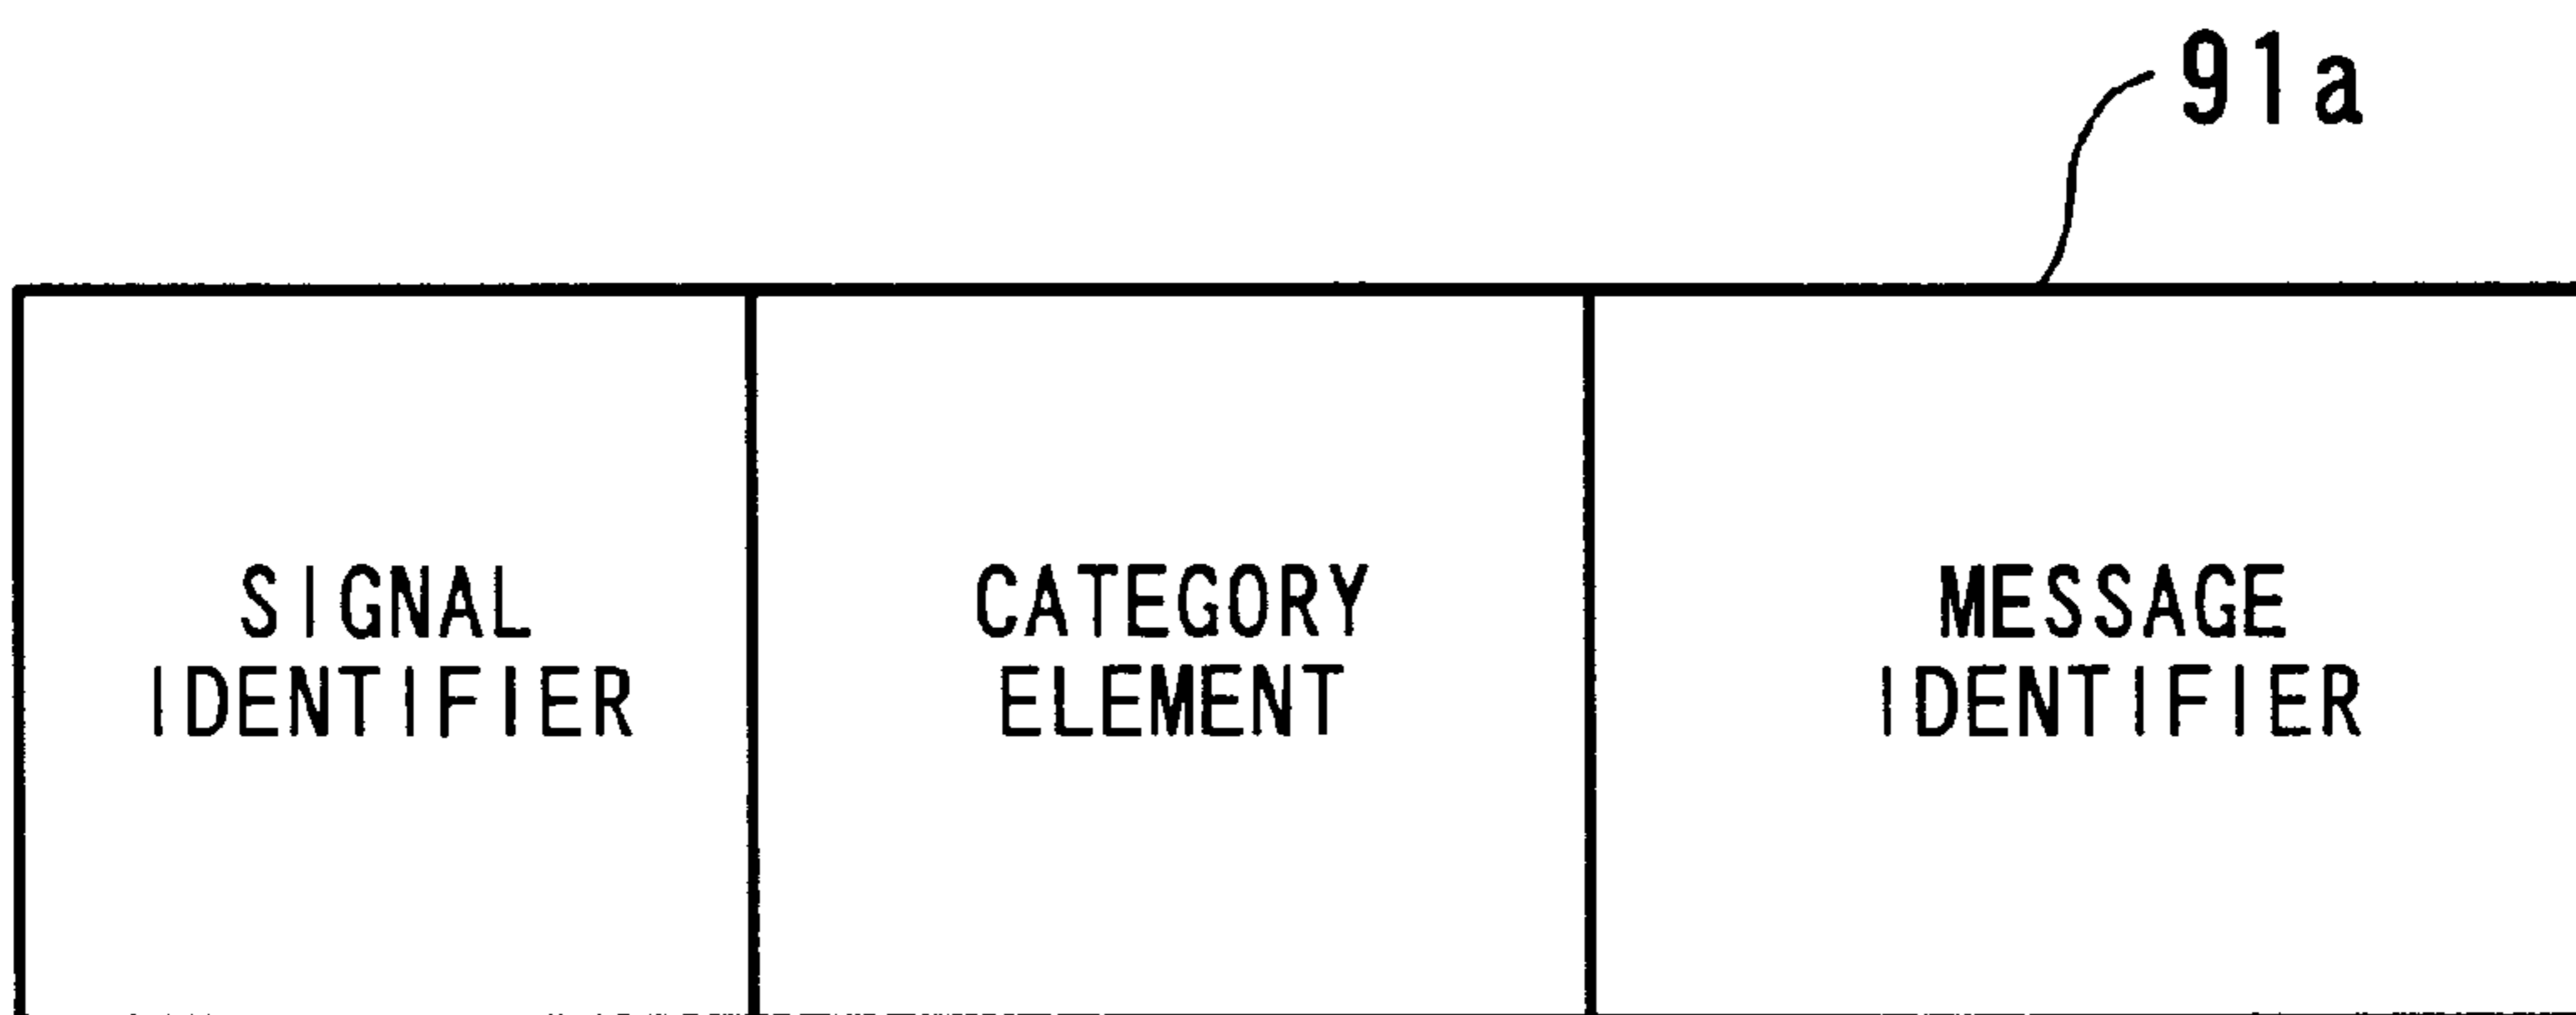 91a
SIGNAL
IDENTIFIER
CATEGORY
ELEMENT
MESSAGE
IDENTIFIER